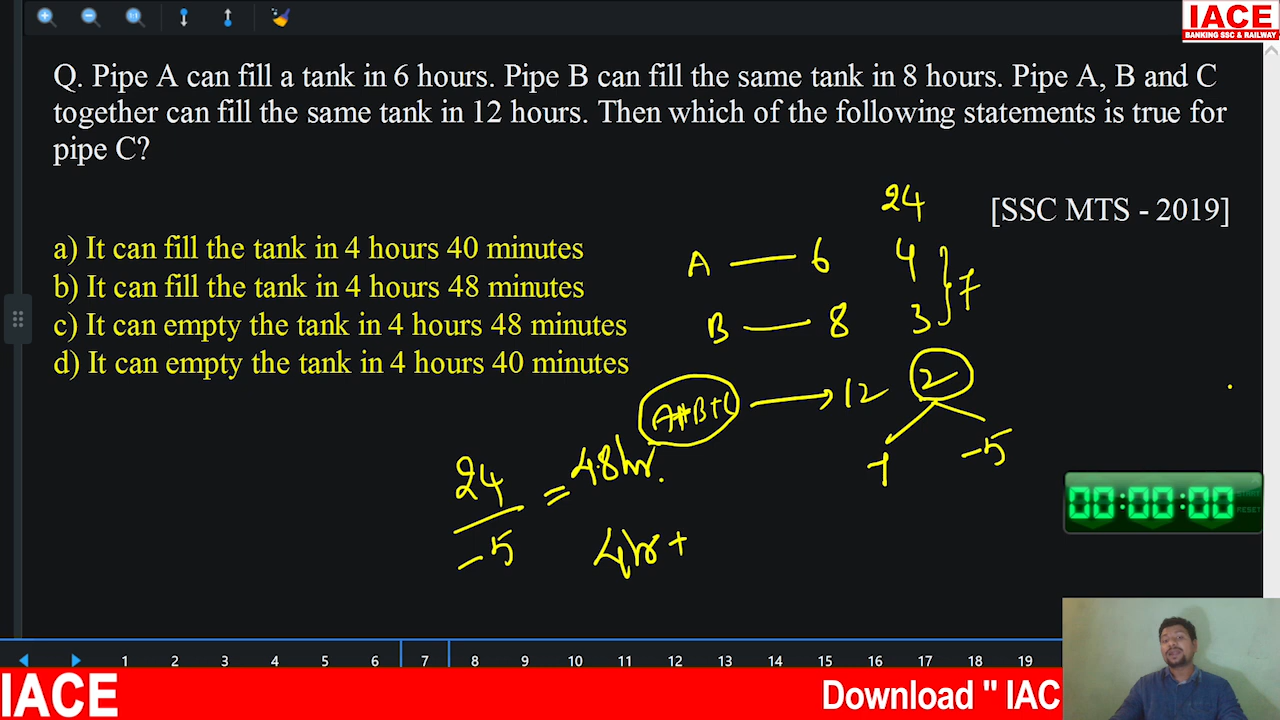 IACE
BANKING SSC & RAILWAY
Q. Pipe A can fill a tank in 6 hours. Pipe B can fill the same tank in 8 hours. Pipe A, B and C
together can fill the same tank in 12 hours. Then which of the following statements is true for
pipe C?
[SSC MTS - 2019]
a) It can fill the tank in 4 hours 40 minutes
b) It can fill the tank in 4 hours 48 minutes
c) It can empty the tank in 4 hours 48 minutes
d) It can empty the tank in 4 hours 40 minutes
24
A — 6 4
7
B — 8 3
A+B+C → 12 2
-5
24
-5
= 4.8hr.
4hr +
00:00:00
RESET
1 2 3 4 5 6 7 8 9 10 11 12 13 14 15 16 17 18 19
IACE
Download " IAC